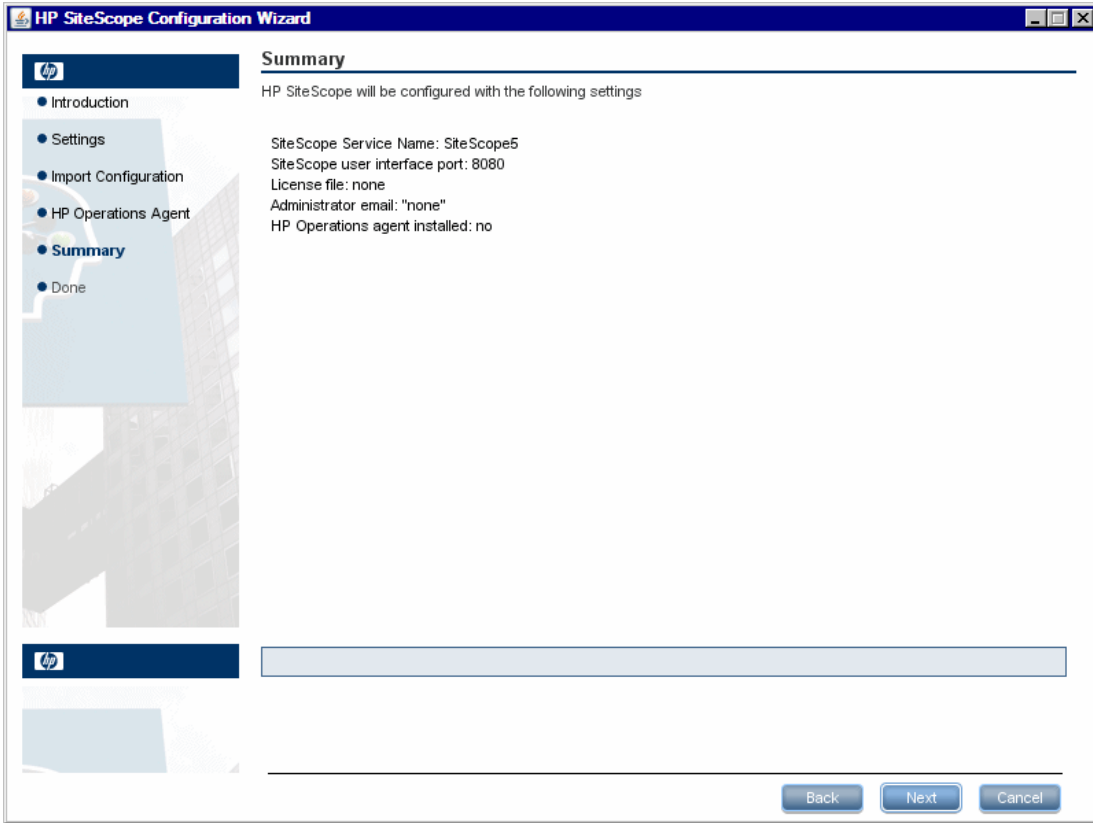 HP SiteScope Configuration Wizard
hp
Introduction
Settings
Import Configuration
HP Operations Agent
Summary
Done
Summary
HP SiteScope will be configured with the following settings
SiteScope Service Name: SiteScope5
SiteScope user interface port: 8080
License file: none
Administrator email: "none"
HP Operations agent installed: no
hp
Back
Next
Cancel